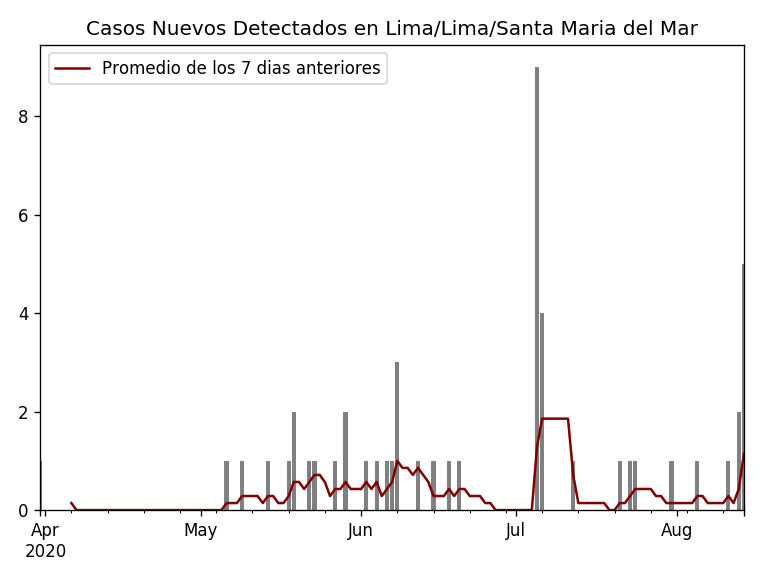 Casos Nuevos Detectados en Lima/Lima/Santa Maria del Mar
Promedio de los 7 dias anteriores
8
6
4
2
0
Apr May Jun Jul Aug
2020